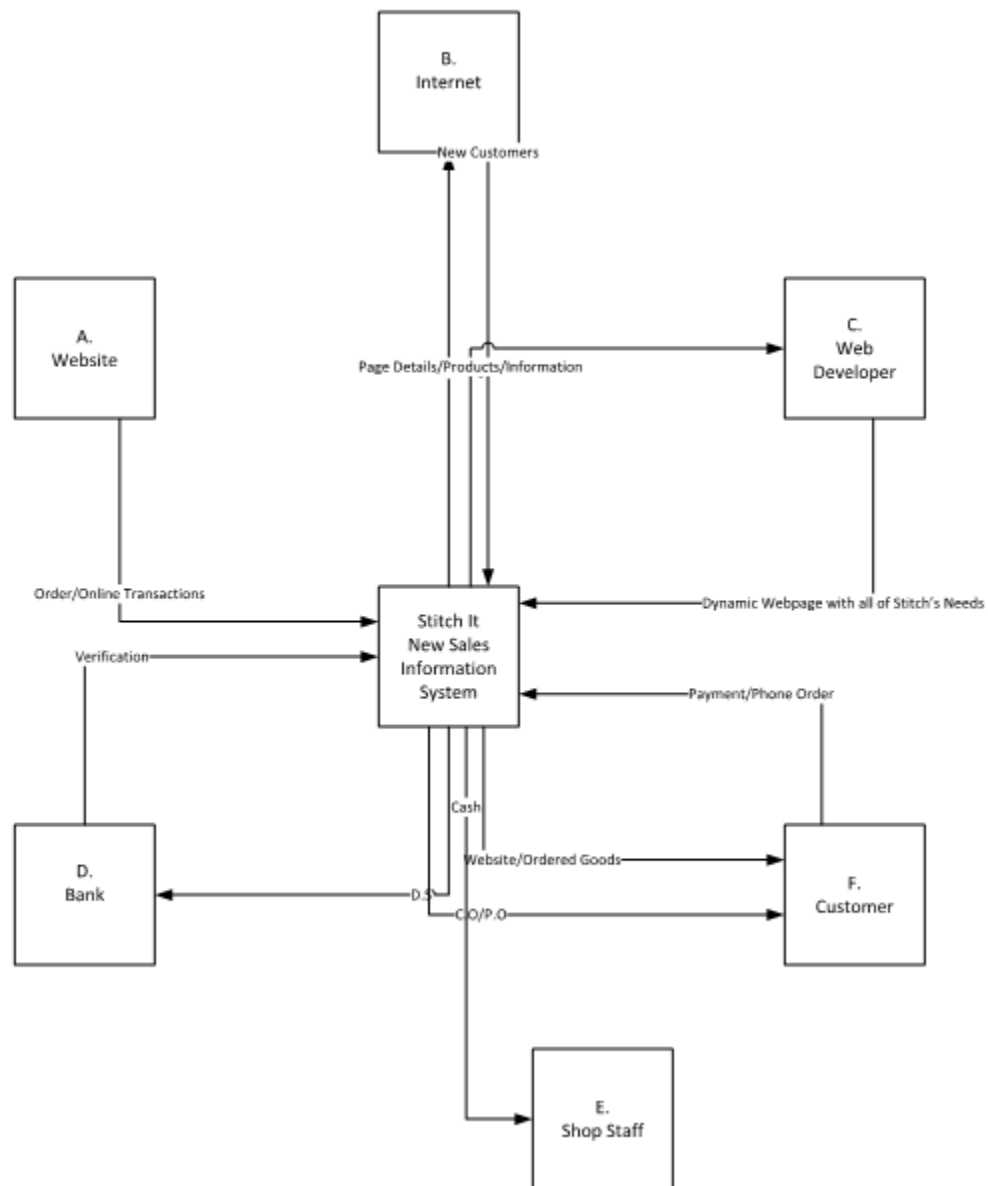 B.
Internet
New Customers
A.
Website
C.
Web
Developer
Page Details/Products/Information
Order/Online Transactions
Stitch It
New Sales
Information
System
Dynamic Webpage with all of Stitch's Needs
Verification
Payment/Phone Order
Cash
Website/Ordered Goods
D.
Bank
D.S
C.O/P.O
F.
Customer
E.
Shop Staff